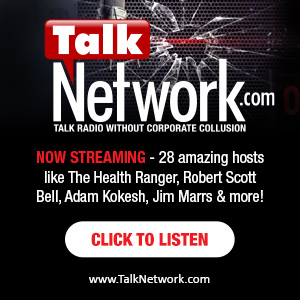 Talk
Network.com
TALK RADIO WITHOUT CORPORATE COLLUSION
NOW STREAMING - 28 amazing hosts
like The Health Ranger, Robert Scott
Bell, Adam Kokesh, Jim Marrs & more!
CLICK TO LISTEN
www.TalkNetwork.com